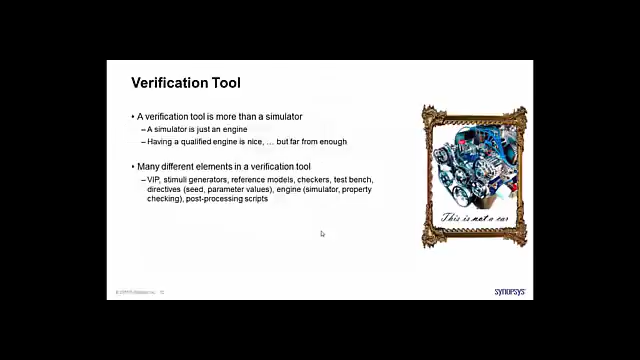 Verification Tool
• A verification tool is more than a simulator
– A simulator is just an engine
– Having a qualified engine is nice, … but far from enough
• Many different elements in a verification tool
– VIP, stimuli generators, reference models, checkers, test bench,
directives (seed, parameter values), engine (simulator, property
checking), post-processing scripts
This is not a car
SYNOPSYS